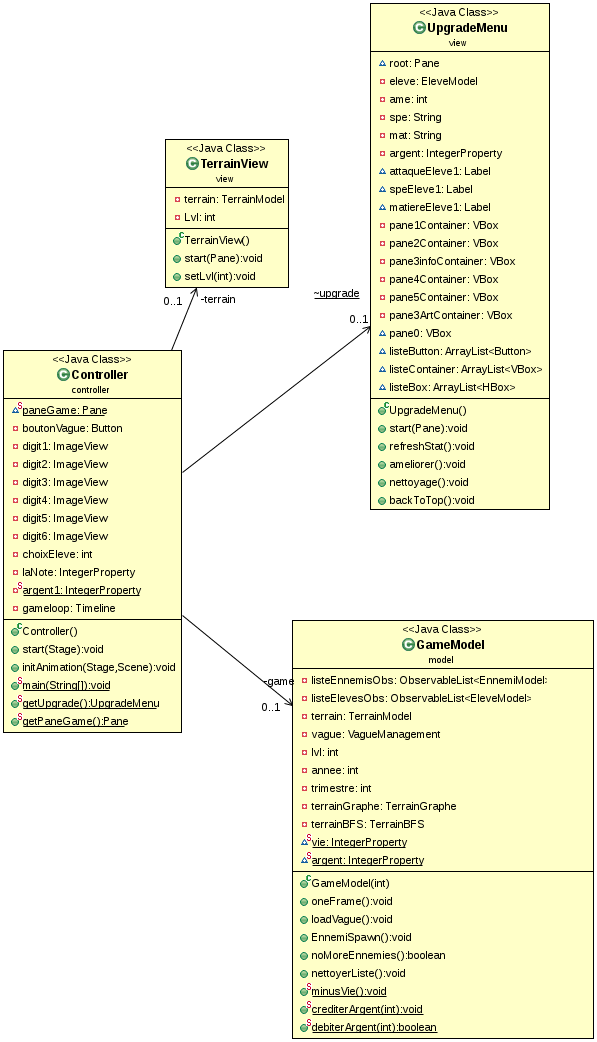 <<Java Class>>
UpgradeMenu
view
root: Pane
eleve: EleveModel
ame: int
spe: String
mat: String
argent: IntegerProperty
attaqueEleve1: Label
speEleve1: Label
matiereEleve1: Label
pane1Container: VBox
pane2Container: VBox
pane3infoContainer: VBox
pane4Container: VBox
pane5Container: VBox
pane3ArtContainer: VBox
pane0: VBox
listeButton: ArrayList<Button>
listeContainer: ArrayList<VBox>
listeBox: ArrayList<HBox>
UpgradeMenu()
start(Pane):void
refreshStat():void
ameliorer():void
nettoyage():void
backToTop():void
<<Java Class>>
TerrainView
view
terrain: TerrainModel
Lvl: int
TerrainView()
start(Pane):void
setLvl(int):void
0..1
-terrain
~upgrade
0..1
<<Java Class>>
Controller
controller
paneGame: Pane
boutonVague: Button
digit1: ImageView
digit2: ImageView
digit3: ImageView
digit4: ImageView
digit5: ImageView
digit6: ImageView
choixEleve: int
laNote: IntegerProperty
argent1: IntegerProperty
gameloop: Timeline
Controller()
start(Stage):void
initAnimation(Stage,Scene):void
main(String[]):void
getUpgrade():UpgradeMenu
getPaneGame():Pane
-game
0..1
<<Java Class>>
GameModel
model
listeEnnemisObs: ObservableList<EnnemiModel>
listeElevesObs: ObservableList<EleveModel>
terrain: TerrainModel
vague: VagueManagement
lvl: int
annee: int
trimestre: int
terrainGraphe: TerrainGraphe
terrainBFS: TerrainBFS
vie: IntegerProperty
argent: IntegerProperty
GameModel(int)
oneFrame():void
loadVague():void
EnnemiSpawn():void
noMoreEnnemies():boolean
nettoyerListe():void
minusVie():void
crediterArgent(int):void
debiterArgent(int):boolean